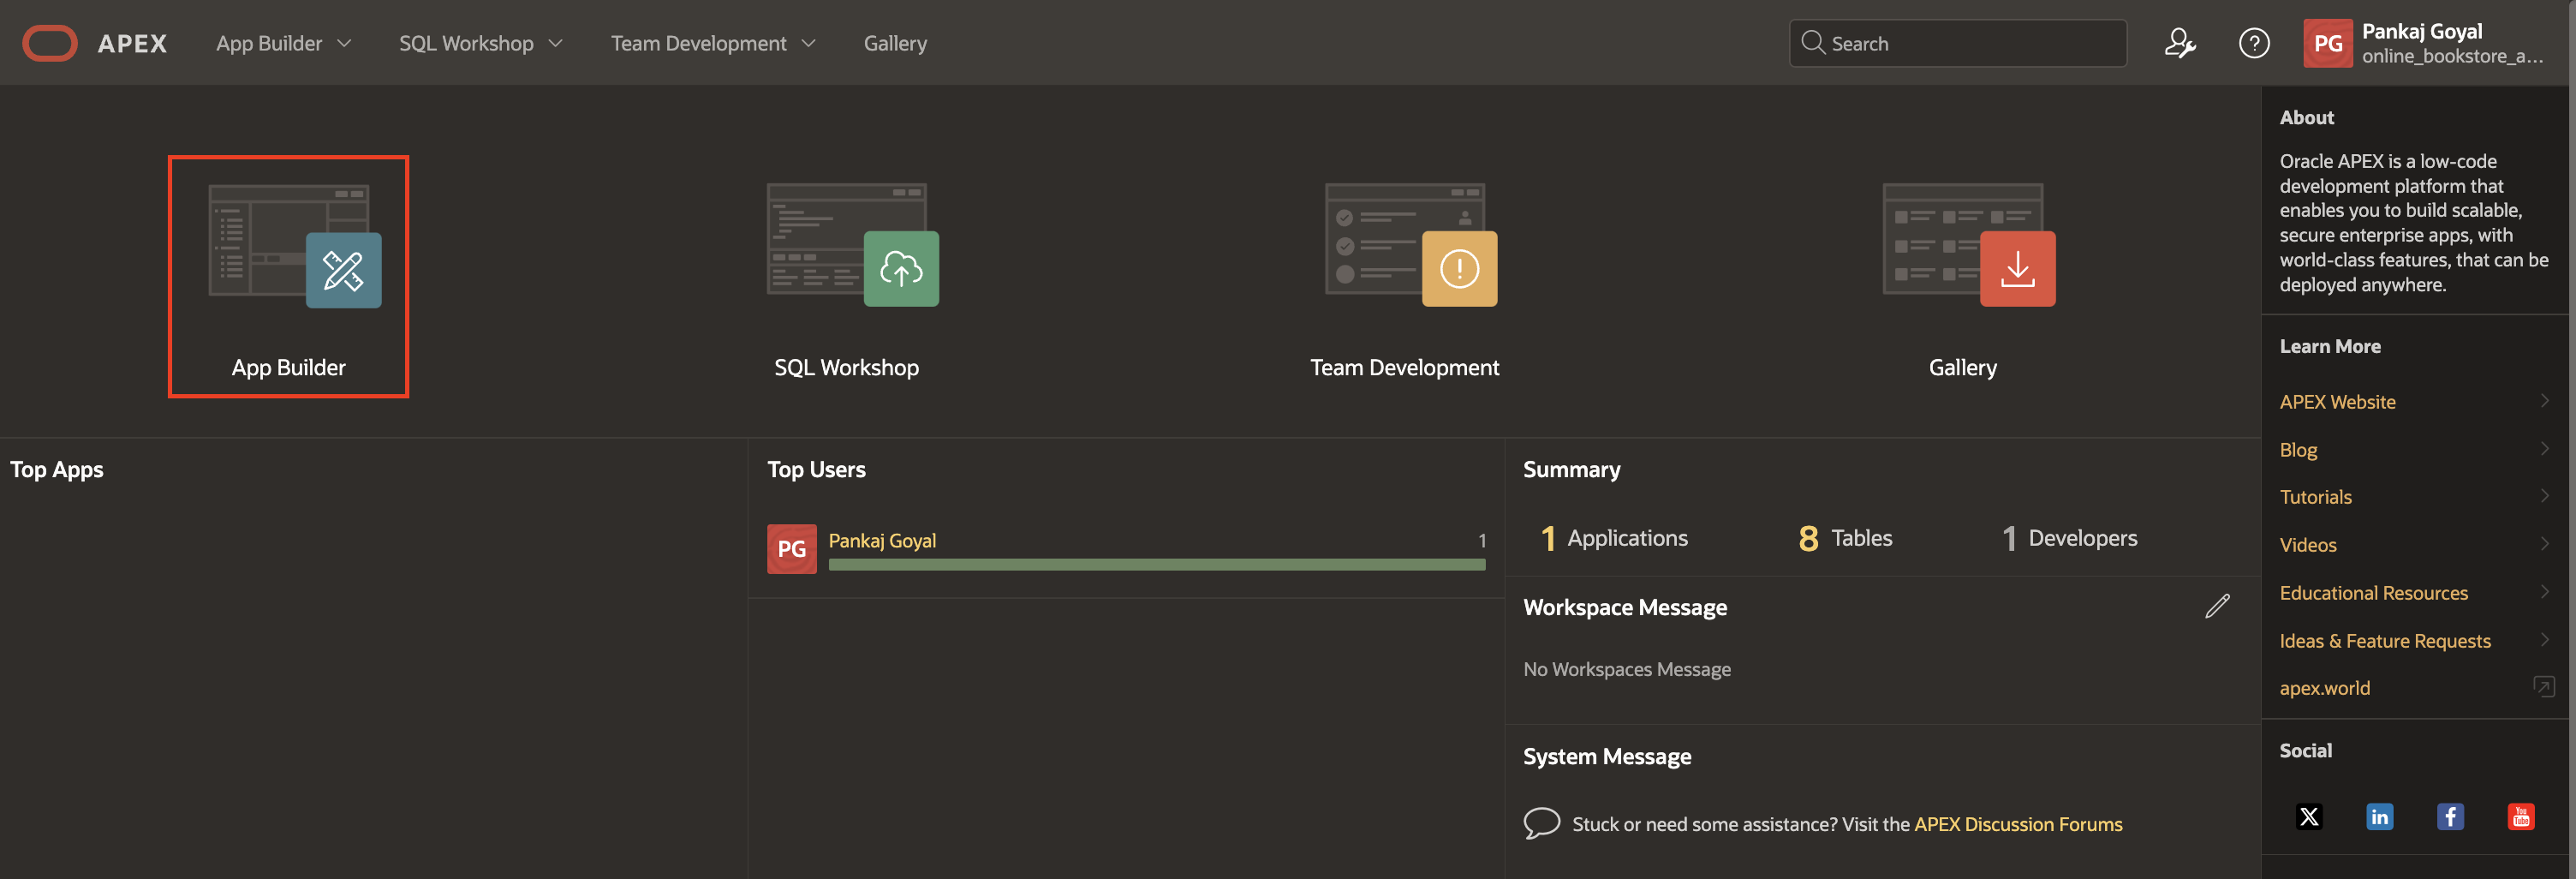 APEX
App Builder
SQL Workshop
Team Development
Gallery
Search
PG
Pankaj Goyal
online_bookstore_a...
App Builder
SQL Workshop
Team Development
Gallery
About
Oracle APEX is a low-code
development platform that
enables you to build scalable,
secure enterprise apps, with
world-class features, that can be
deployed anywhere.
Learn More
APEX Website
Blog
Tutorials
Videos
Educational Resources
Ideas & Feature Requests
apex.world
Social
Top Apps
Top Users
PG
Pankaj Goyal
1
Summary
1 Applications
8 Tables
1 Developers
Workspace Message
No Workspaces Message
System Message
Stuck or need some assistance? Visit the APEX Discussion Forums